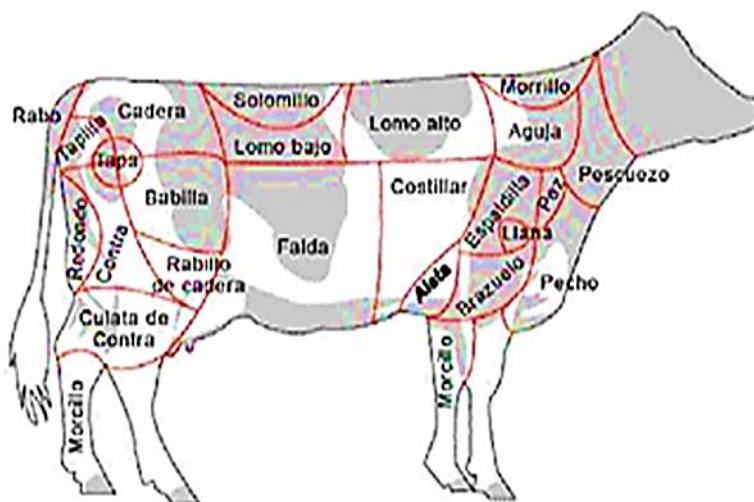 Morrillo
Solomillo
Cadera
Rabo
Lomo alto
Aguja
Tapilla
Lomo bajo
Tapa
Pescuezo
Costillar
Babilla
Espaldilla
Pez
Llana
Redondo
Contra
Falda
Rabillo
de cadera
Aleta
Brazuelo
Pecho
Culata de
Contra
Morcillo
Morcillo